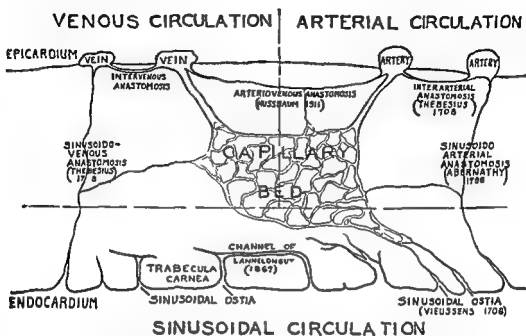 VENOUS CIRCULATION
ARTERIAL CIRCULATION
EPICARDIUM
VEIN
VEIN
ARTERY
ARTERY
INTERVENOUS
ANASTOMOSIS
ARTERIOVENOUS ANASTOMOSIS
(NUSSBAUM 1911)
INTERARTERIAL
ANASTOMOSIS
(THEBESIUS
1708)
SINUSOIDO-
VENOUS
ANASTOMOSIS
(THEBESIUS
CAPILLARY
BED
SINUSOIDO
ARTERIAL
ANASTOMOSIS
(ABERNATHY
CHANNEL OF
LANNELONGUE
(1867)
TRABECULA
CARNEA
ENDOCARDIUM
SINUSOIDAL OSTIA
SINUSOIDAL OSTIA
(VIEUSSENS 1706)
SINUSOIDAL CIRCULATION